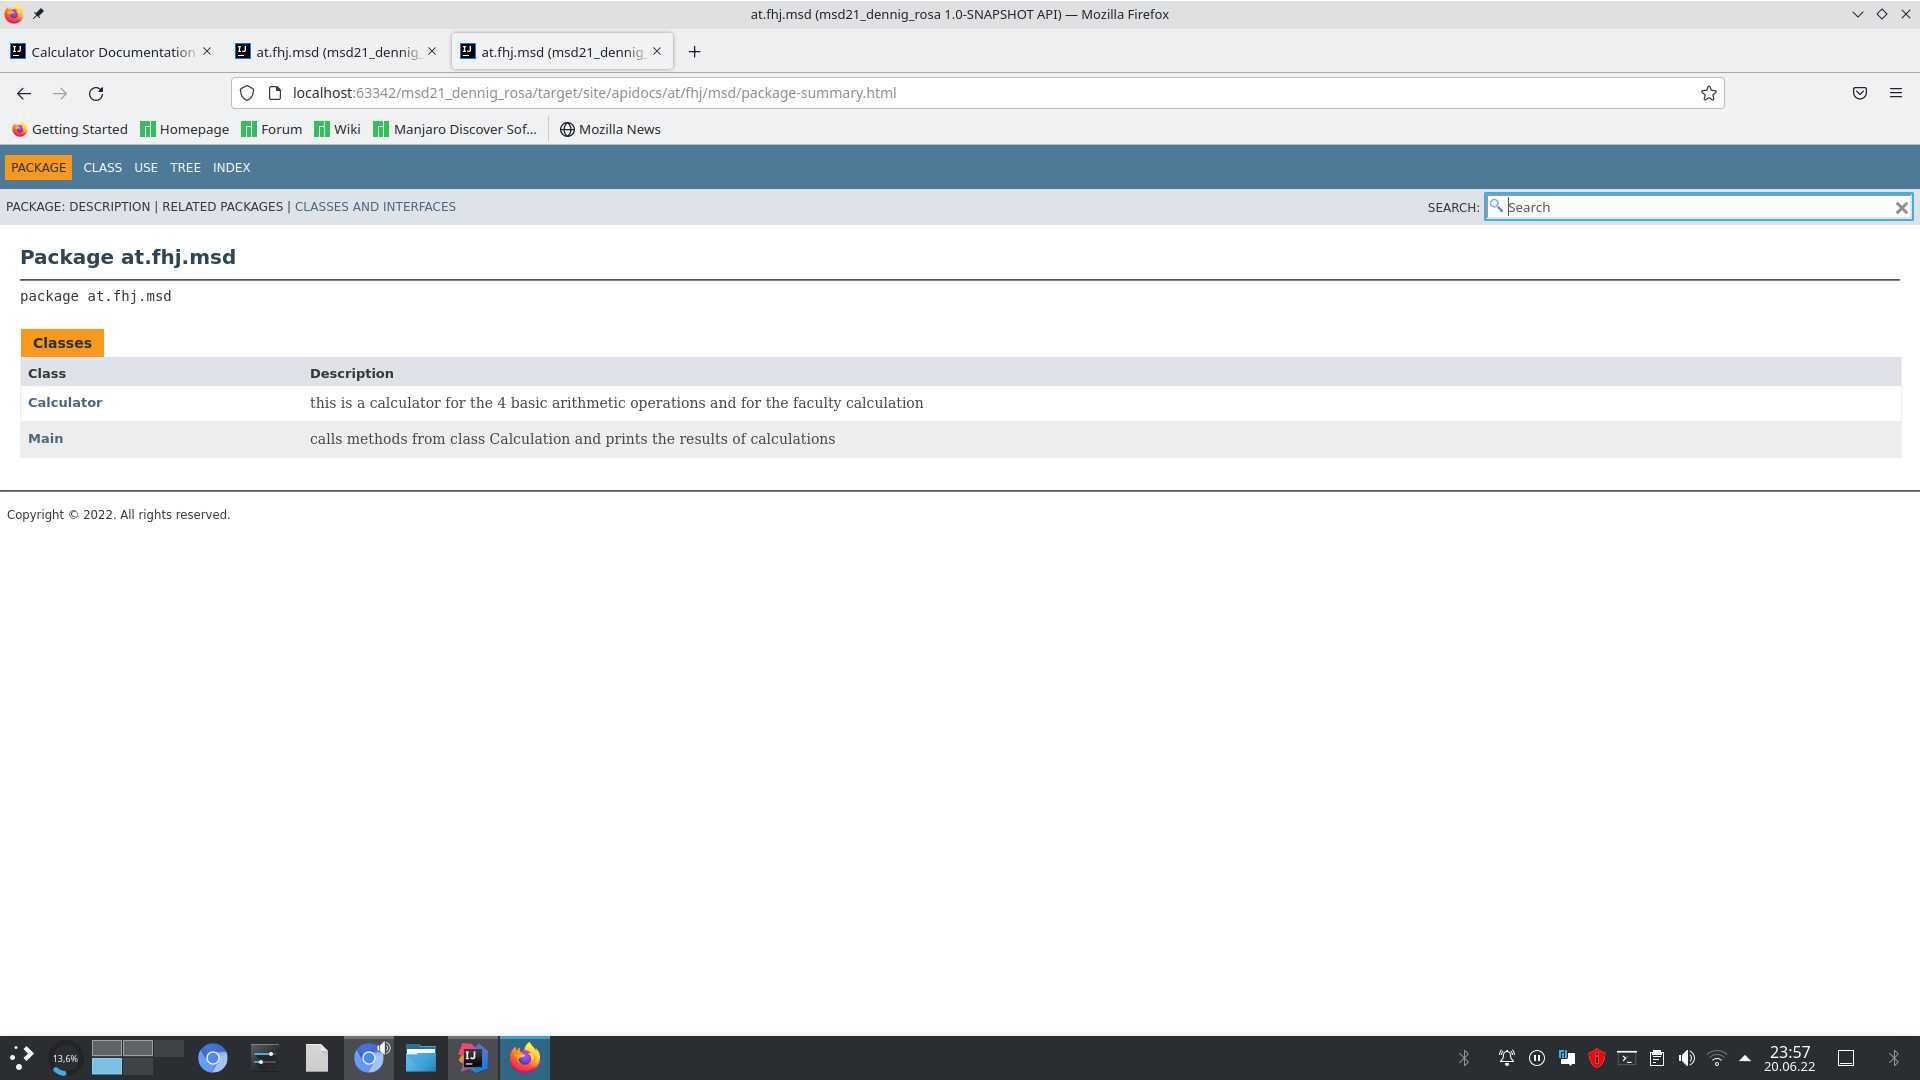 at.fhj.msd (msd21_dennig_rosa 1.0-SNAPSHOT API) — Mozilla Firefox
Calculator Documentation
at.fhj.msd (msd21_dennig_
at.fhj.msd (msd21_dennig_
localhost:63342/msd21_dennig_rosa/target/site/apidocs/at/fhj/msd/package-summary.html
Getting Started Homepage Forum Wiki Manjaro Discover Sof... Mozilla News
PACKAGE CLASS USE TREE INDEX
PACKAGE: DESCRIPTION | RELATED PACKAGES | CLASSES AND INTERFACES
SEARCH: Search
Package at.fhj.msd
package at.fhj.msd
Classes
Class Description
Calculator this is a calculator for the 4 basic arithmetic operations and for the faculty calculation
Main calls methods from class Calculation and prints the results of calculations
Copyright © 2022. All rights reserved.
13,6%
23:57
20.06.22